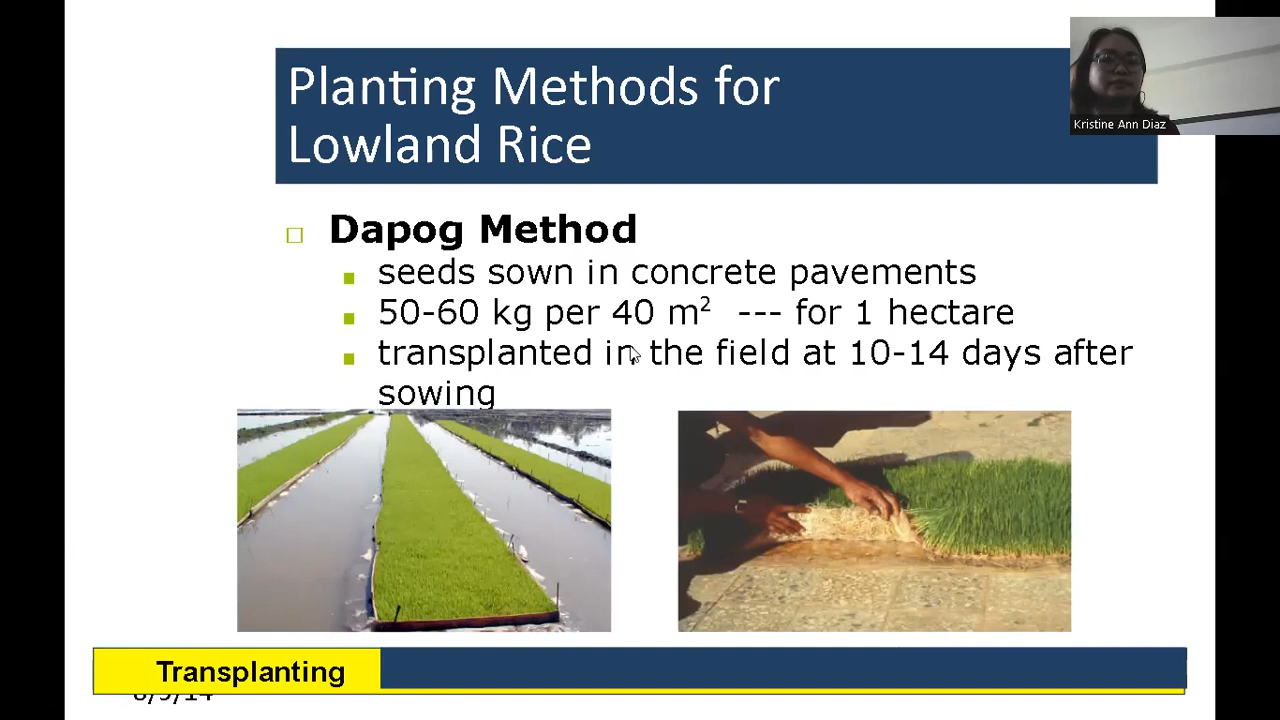 Planting Methods for
Lowland Rice
Kristine Ann Diaz
Dapog Method
seeds sown in concrete pavements
50-60 kg per 40 m² --- for 1 hectare
transplanted in the field at 10-14 days after
sowing
Transplanting